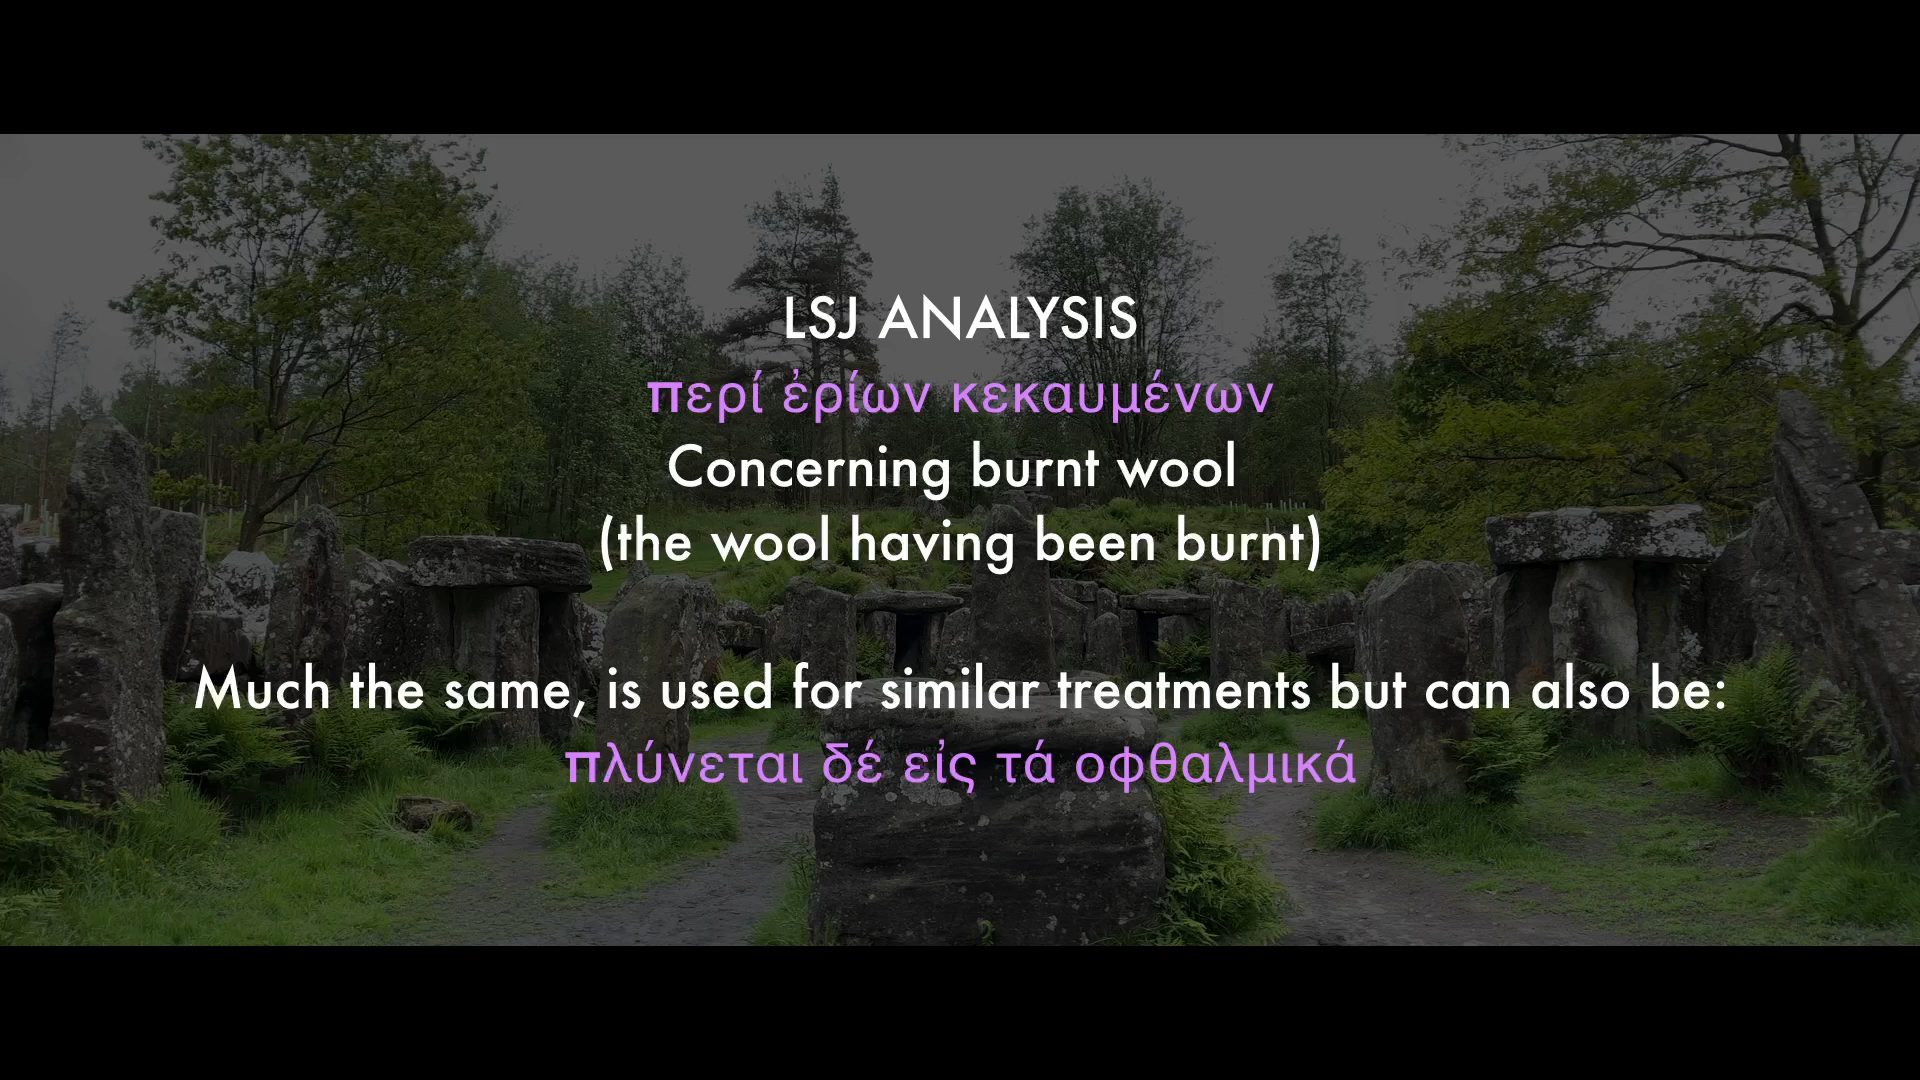 LSJ ANALYSIS
περί ἐρίων κεκαυμένων
Concerning burnt wool
(the wool having been burnt)
Much the same, is used for similar treatments but can also be:
πλύνεται δέ εἰς τά οφθαλμικά